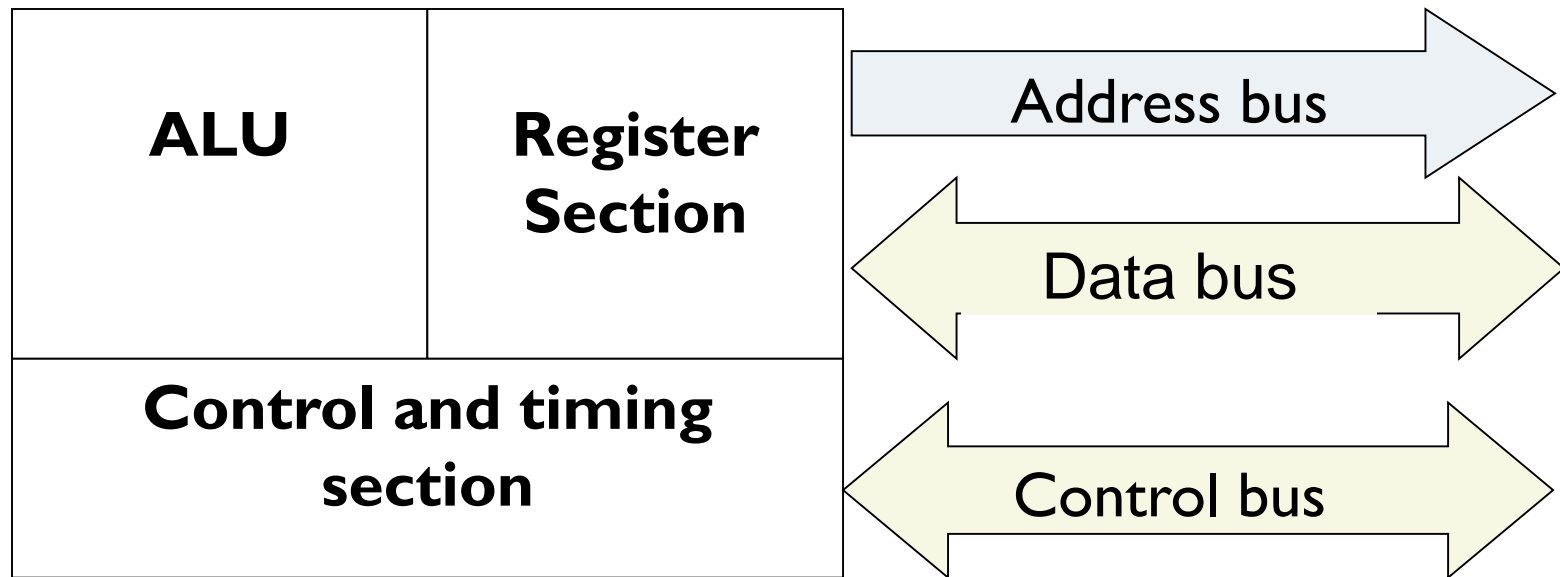 ALU
Register
Section
Control and timing
section
Address bus
Data bus
Control bus